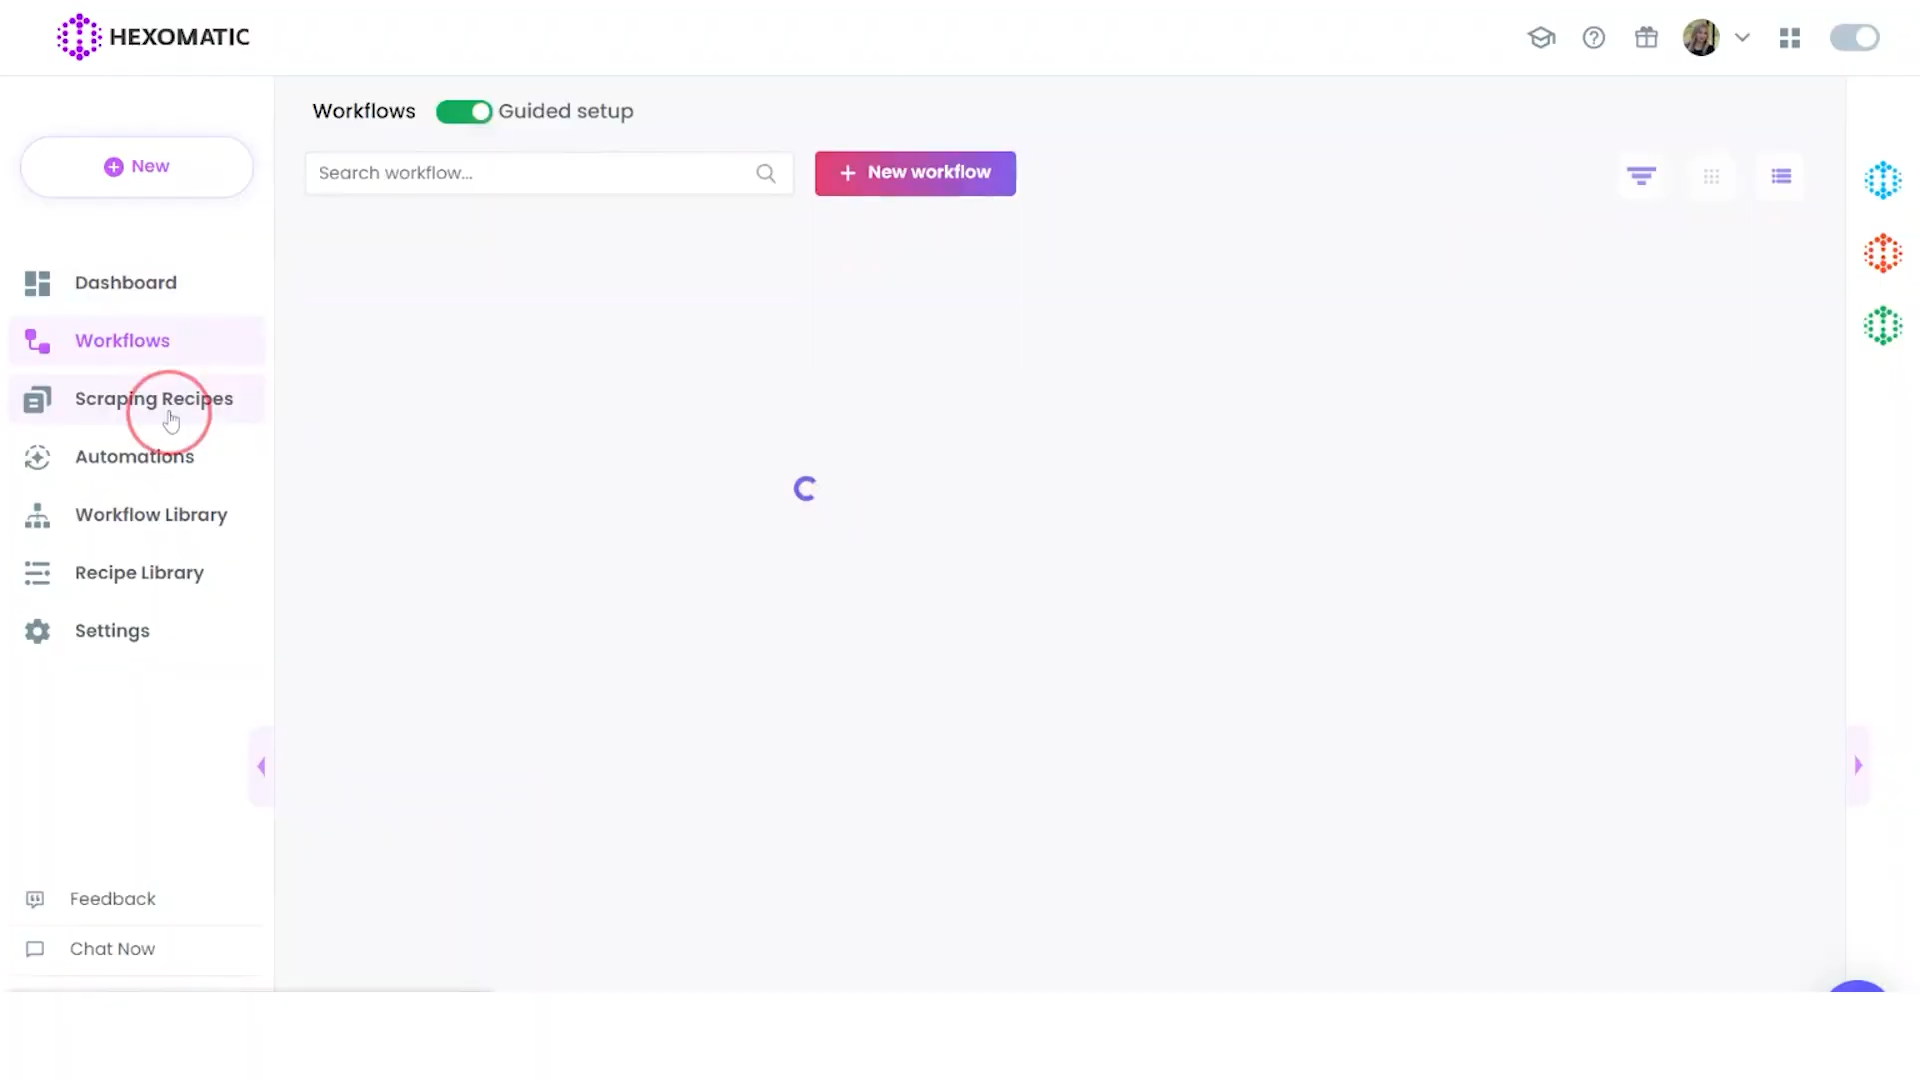 HEXOMATIC
Workflows Guided setup
New
Search workflow...
New workflow
Dashboard
Workflows
Scraping Recipes
Automations
Workflow Library
Recipe Library
Settings
Feedback
Chat Now